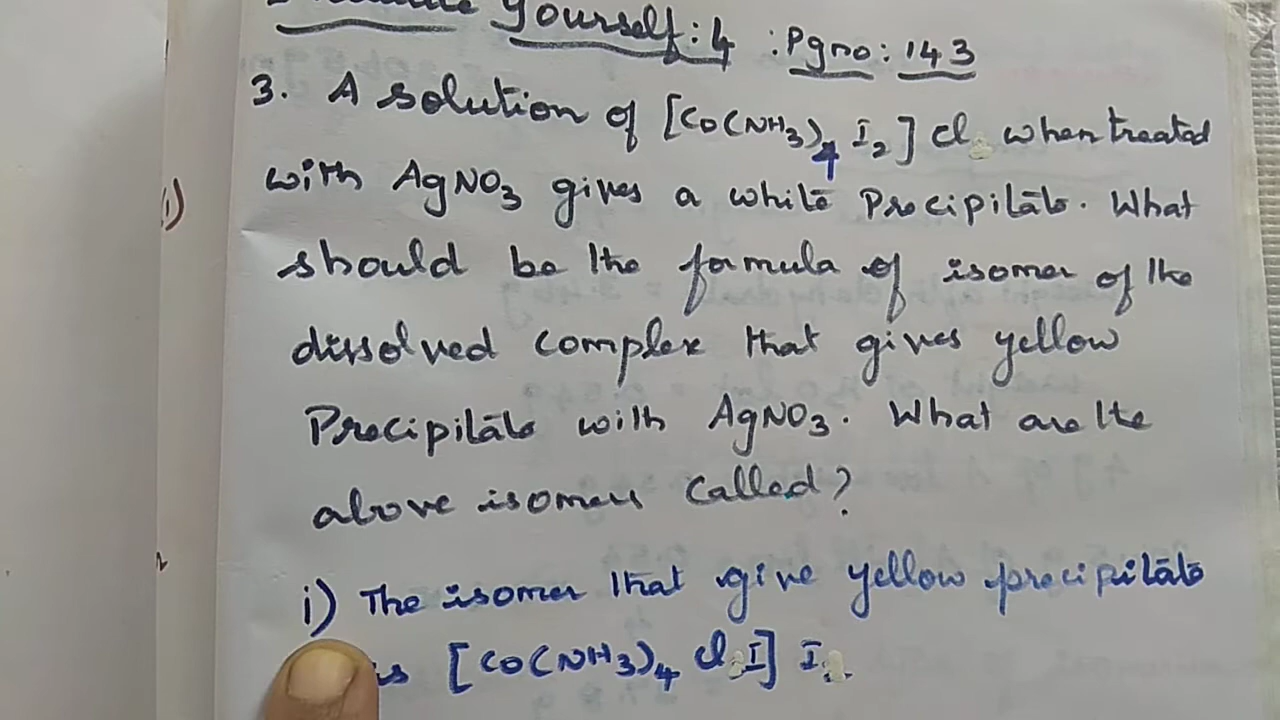 Yourself: 4 : Pg no: 143
3. A solution of [Co(NH3)4 I2] Cl when treated
with AgNO3 gives a white Precipitate. What
should be the formula of isomer of the
dissolved complex that gives yellow
Precipitate with AgNO3. What are the
above isomers called?
i) The isomer that give yellow precipitate
is [Co(NH3)4 Cl I] I.